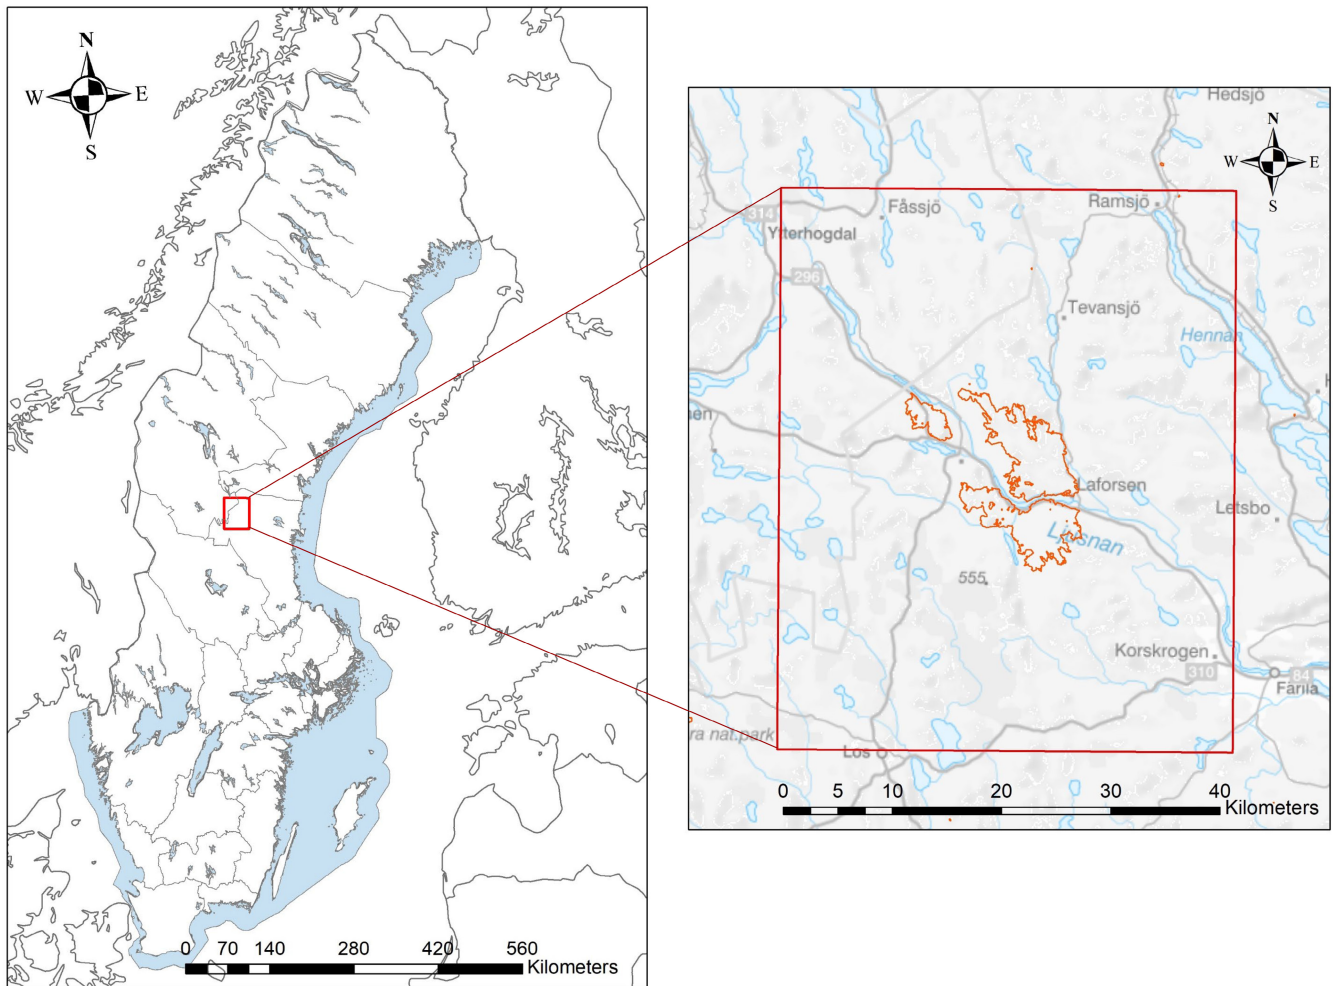 N
W E
S
0 70 140 280 420 560
Kilometers
Hedsjö
N
W E
S
Ramsjö
Fåssjö
314
Ytterhogdal
296
Tevansjö
Hennan
Laforsen
Letsbo
Ljusnan
555
Korskrogen
310
84
Färila
ra nat.park
Los
0 5 10 20 30 40
Kilometers